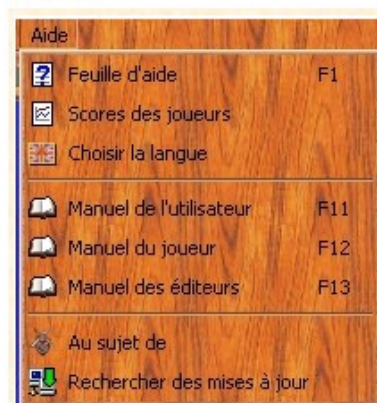 Aide
Feuille d'aide F1
Scores des joueurs
Choisir la langue
Manuel de l'utilisateur F11
Manuel du joueur F12
Manuel des éditeurs F13
Au sujet de
Rechercher des mises à jour